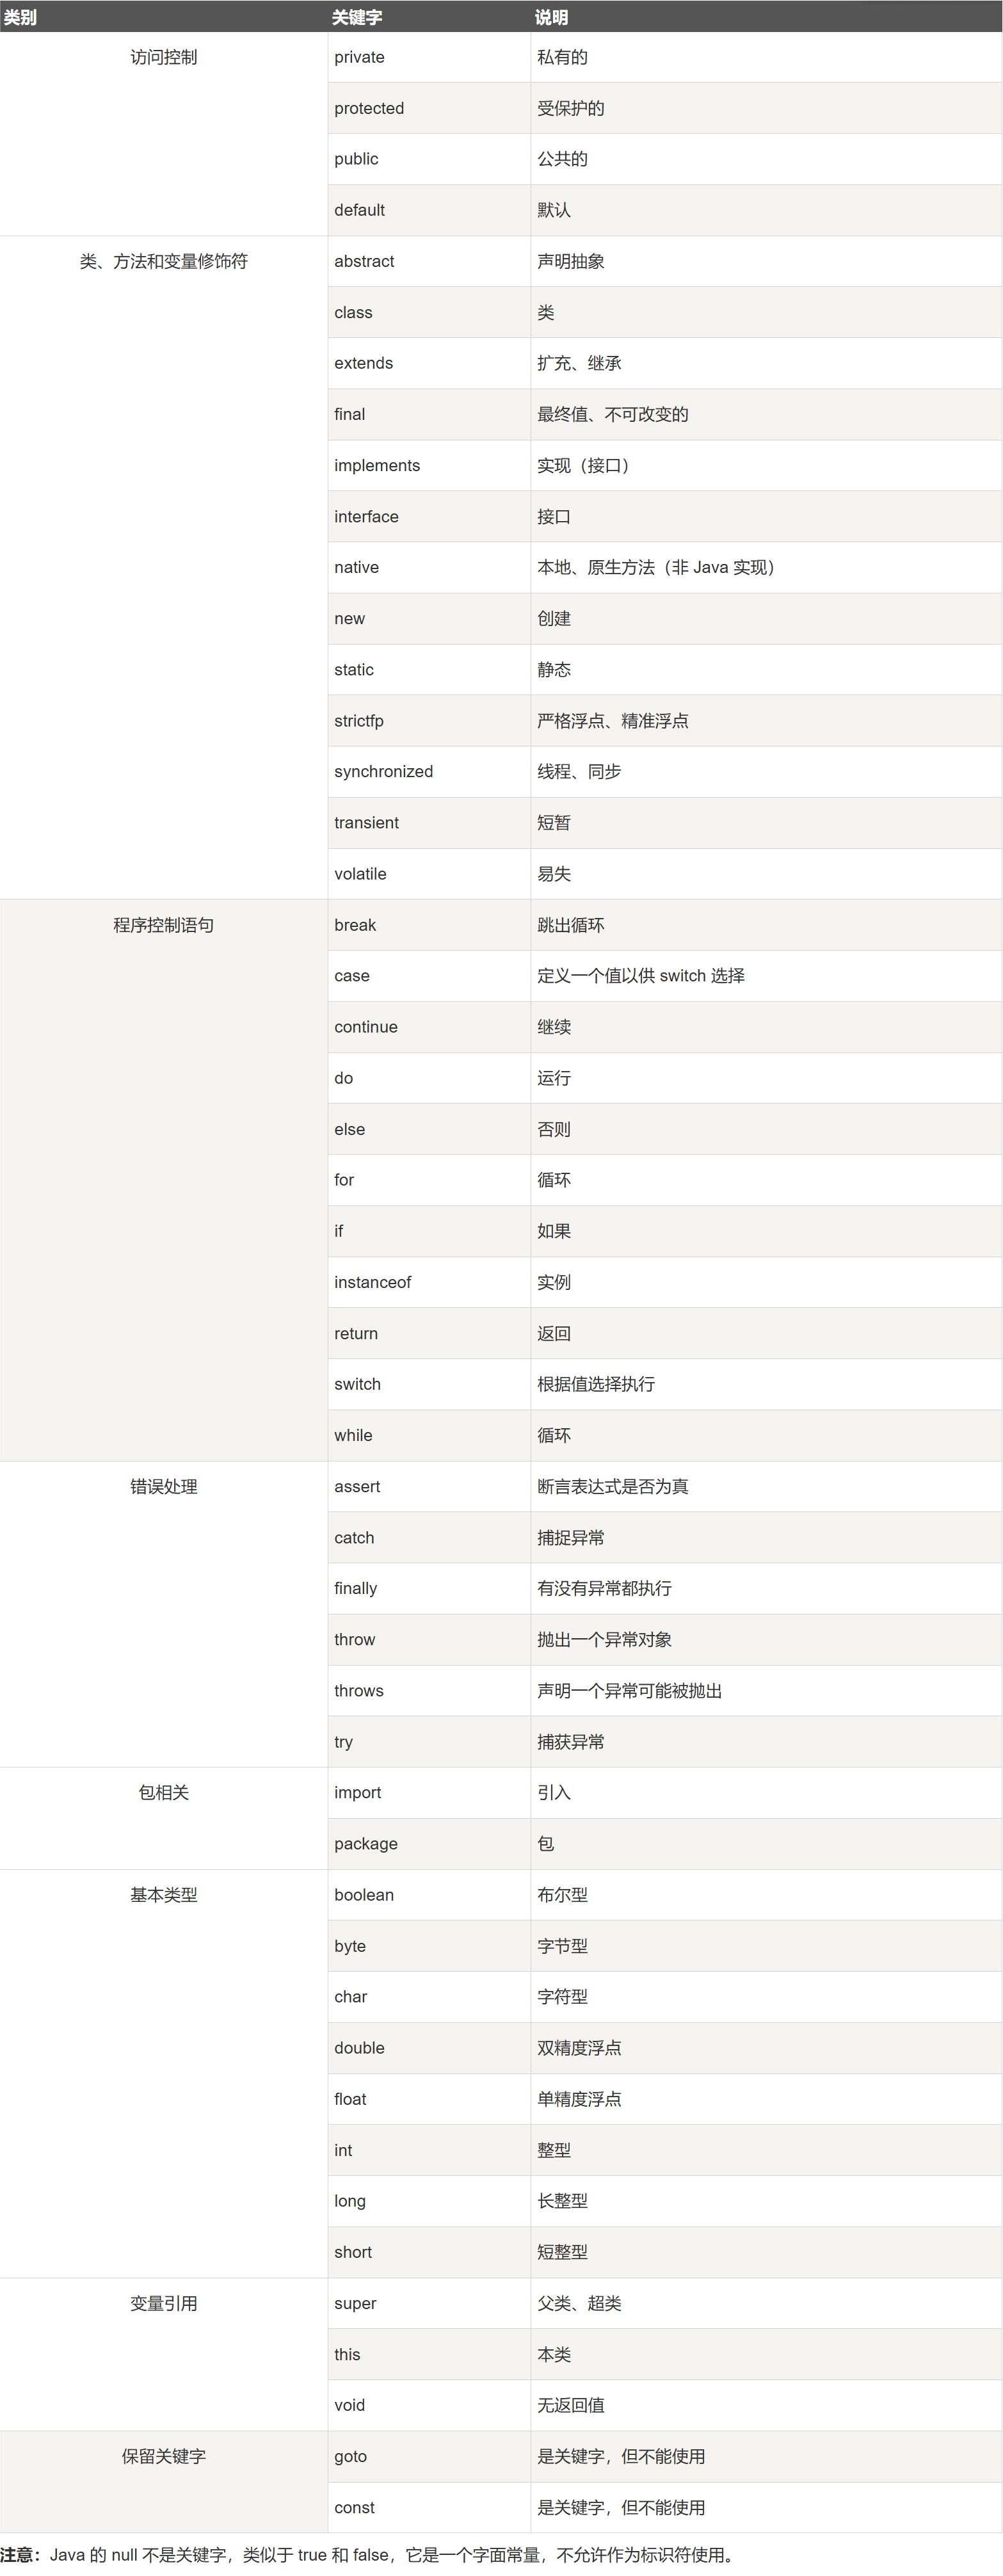 类别 关键字 说明
访问控制 private 私有的
protected 受保护的
public 公共的
default 默认
类、方法和变量修饰符 abstract 声明抽象
class 类
extends 扩充、继承
final 最终值、不可改变的
implements 实现（接口）
interface 接口
native 本地、原生方法（非 Java 实现）
new 创建
static 静态
strictfp 严格浮点、精准浮点
synchronized 线程、同步
transient 短暂
volatile 易失
程序控制语句 break 跳出循环
case 定义一个值以供 switch 选择
continue 继续
do 运行
else 否则
for 循环
if 如果
instanceof 实例
return 返回
switch 根据值选择执行
while 循环
错误处理 assert 断言表达式是否为真
catch 捕捉异常
finally 有没有异常都执行
throw 抛出一个异常对象
throws 声明一个异常可能被抛出
try 捕获异常
包相关 import 引入
package 包
基本类型 boolean 布尔型
byte 字节型
char 字符型
double 双精度浮点
float 单精度浮点
int 整型
long 长整型
short 短整型
变量引用 super 父类、超类
this 本类
void 无返回值
保留关键字 goto 是关键字，但不能使用
const 是关键字，但不能使用
注意：Java 的 null 不是关键字，类似于 true 和 false，它是一个字面常量，不允许作为标识符使用。